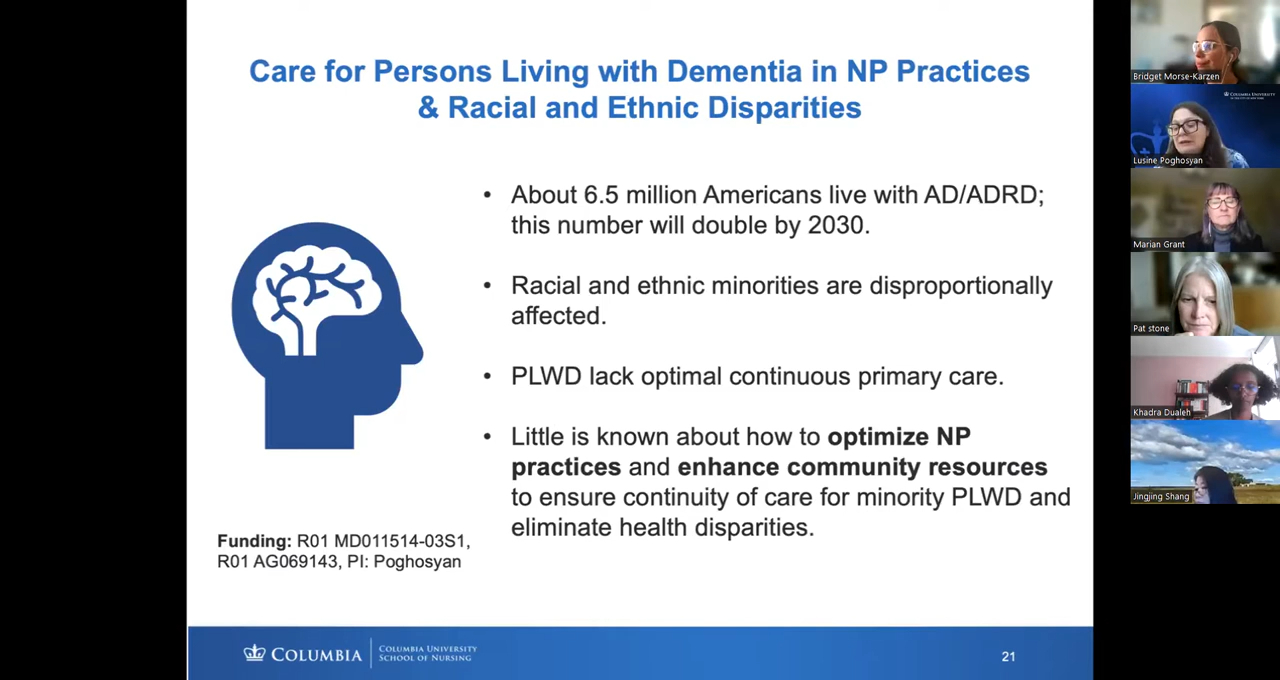 Care for Persons Living with Dementia in NP Practices
& Racial and Ethnic Disparities
• About 6.5 million Americans live with AD/ADRD;
this number will double by 2030.
• Racial and ethnic minorities are disproportionally
affected.
• PLWD lack optimal continuous primary care.
• Little is known about how to optimize NP
practices and enhance community resources
to ensure continuity of care for minority PLWD and
eliminate health disparities.
Funding: R01 MD011514-03S1,
R01 AG069143, PI: Poghosyan
COLUMBIA
COLUMBIA UNIVERSITY
SCHOOL OF NURSING
21
Bridget Morse-Karzen
COLUMBIA UNIVERSITY
Lusine Poghosyan
Marian Grant
Pat stone
Khadra Dualeh
Jingjing Shang